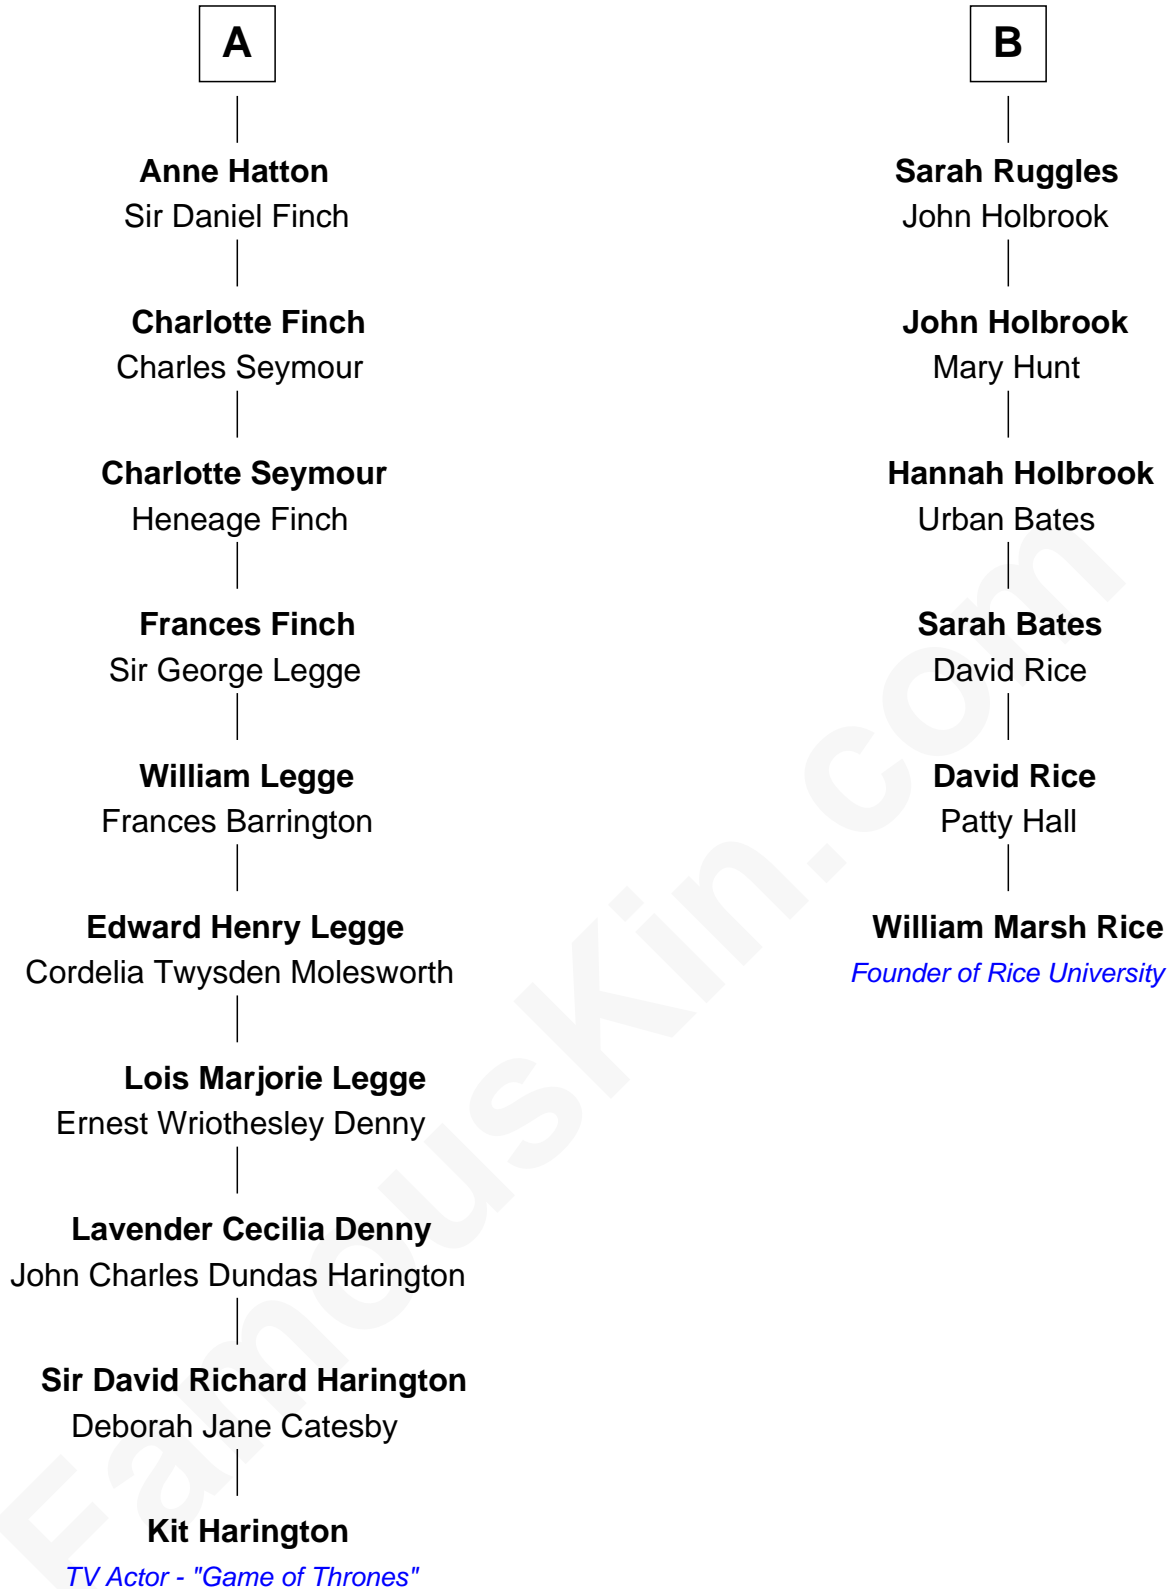 A
Anne Hatton
Sir Daniel Finch
Charlotte Finch
Charles Seymour
Charlotte Seymour
Heneage Finch
Frances Finch
Sir George Legge
William Legge
Frances Barrington
Edward Henry Legge
Cordelia Twysden Molesworth
Lois Marjorie Legge
Ernest Wriothesley Denny
Lavender Cecilia Denny
John Charles Dundas Harington
Sir David Richard Harington
Deborah Jane Catesby
Kit Harington
TV Actor - "Game of Thrones"
B
Sarah Ruggles
John Holbrook
John Holbrook
Mary Hunt
Hannah Holbrook
Urban Bates
Sarah Bates
David Rice
David Rice
Patty Hall
William Marsh Rice
Founder of Rice University
FamousKin.com